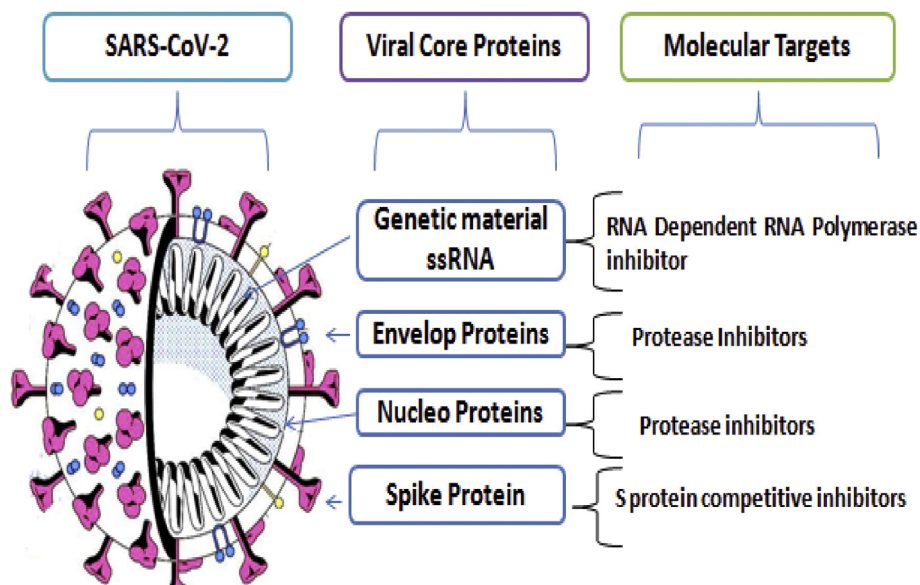 SARS-CoV-2
Viral Core Proteins
Molecular Targets
Genetic material
ssRNA
RNA Dependent RNA Polymerase
inhibitor
Envelop Proteins
Protease Inhibitors
Nucleo Proteins
Protease inhibitors
Spike Protein
S protein competitive inhibitors